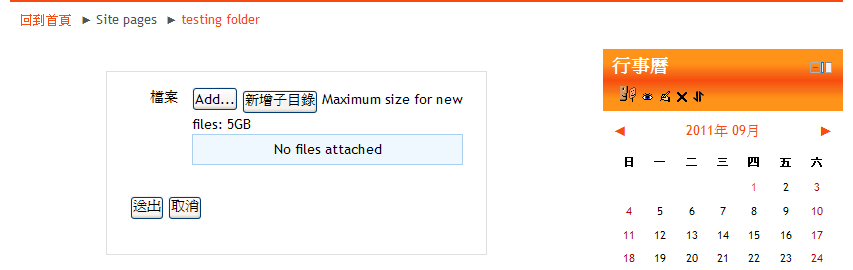 回到首頁 ► Site pages ► testing folder
檔案 Add... 新增子目錄 Maximum size for new
files: 5GB
No files attached
送出 取消
行事曆
◄ 2011年 09月 ►
日 一 二 三 四 五 六
1 2 3
4 5 6 7 8 9 10
11 12 13 14 15 16 17
18 19 20 21 22 23 24